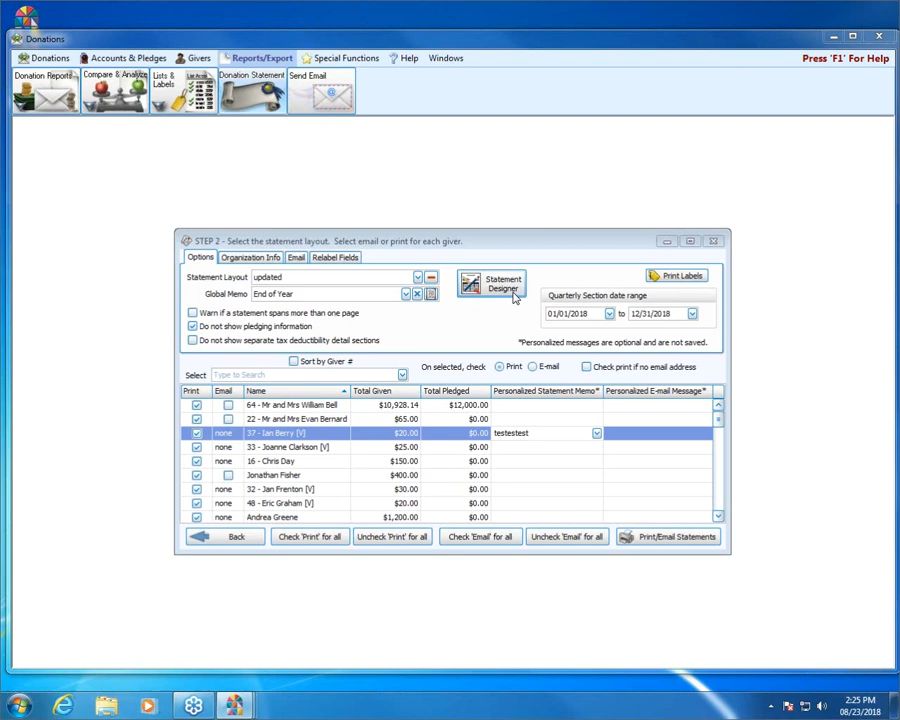 Donations
Donations Accounts & Pledges Givers Reports/Export Special Functions Help Windows Press 'F1' For Help
Donation Reports Compare & Analyze Lists & Labels Donation Statement Send Email
STEP 2 - Select the statement layout. Select email or print for each giver.
Options Organization Info Email Relabel Fields
Statement Layout updated
Global Memo End of Year
Statement Designer
Print Labels
Quarterly Section date range
01/01/2018 to 12/31/2018
Warn if a statement spans more than one page
Do not show pledging information
Do not show separate tax deductibility detail sections
*Personalized messages are optional and are not saved.
Sort by Giver #
Select Type to Search
On selected, check Print E-mail Check print if no email address
Print Email Name Total Given Total Pledged Personalized Statement Memo* Personalized E-mail Message*
64 - Mr and Mrs William Bell $10,928.14 $12,000.00
22 - Mr and Mrs Evan Bernard $65.00 $0.00
none 37 - Ian Berry [V] $20.00 $0.00 testestest
none 33 - Joanne Clarkson [V] $25.00 $0.00
none 16 - Chris Day $150.00 $0.00
Jonathan Fisher $400.00 $0.00
none 32 - Jan Frenton [V] $30.00 $0.00
none 48 - Eric Graham [V] $20.00 $0.00
none Andrea Greene $1,200.00 $0.00
Back Check 'Print' for all Uncheck 'Print' for all Check 'Email' for all Uncheck 'Email' for all Print/Email Statements
2:25 PM
08/23/2018